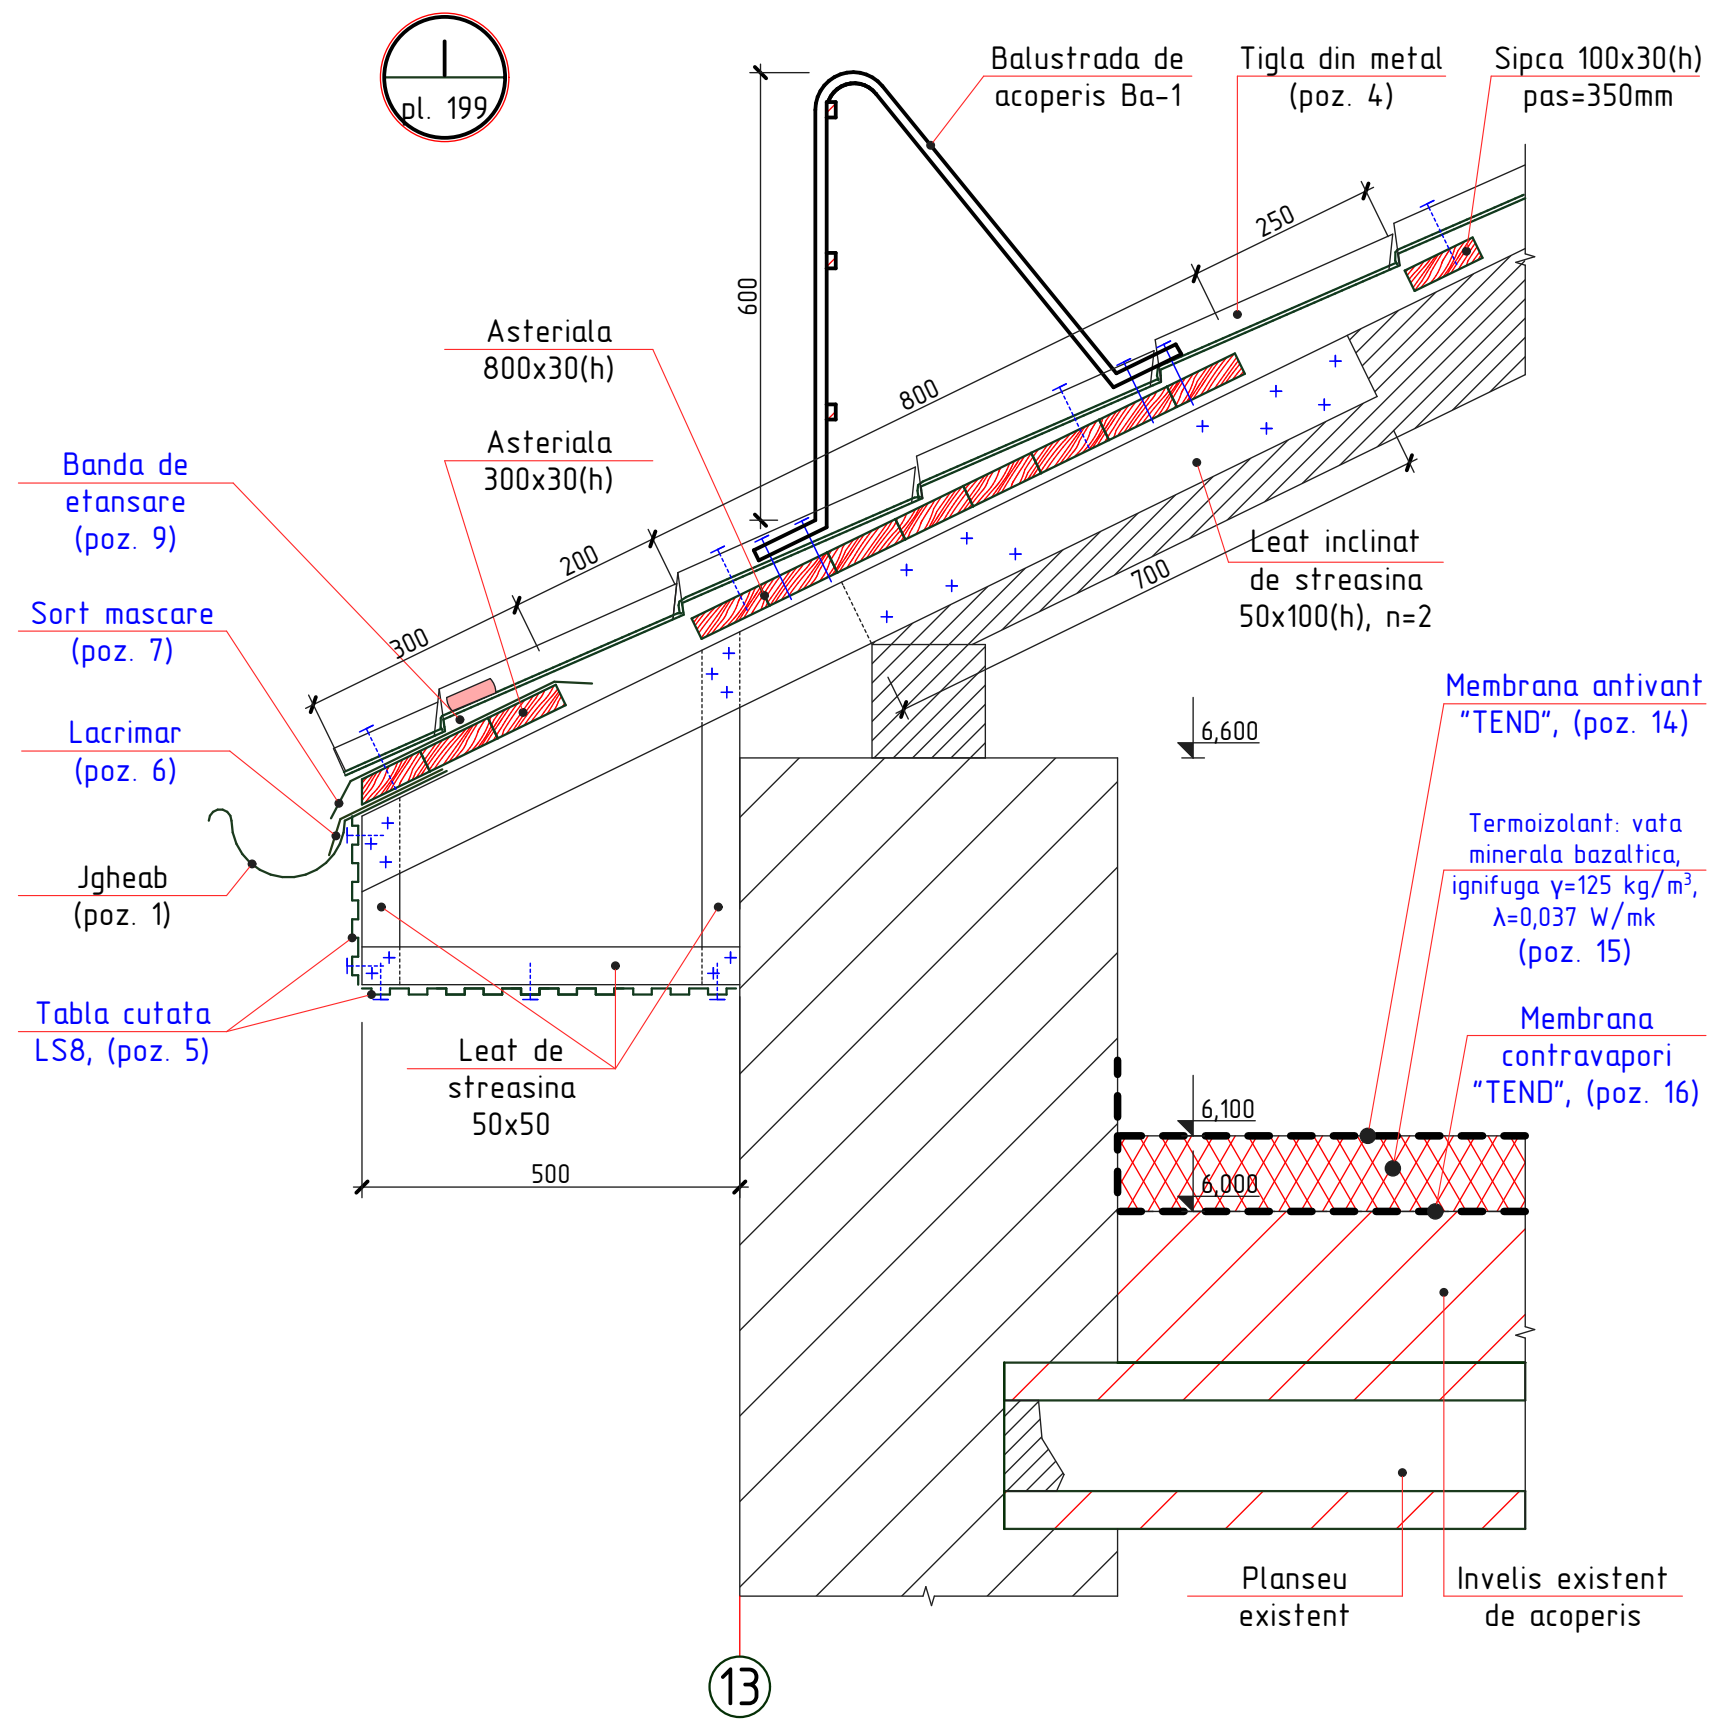 I
pl. 199
Balustrada de
acoperis Ba-1
Tigla din metal
(poz. 4)
Sipca 100x30(h)
pas=350mm
250
600
Asteriala
800x30(h)
800
Asteriala
300x30(h)
Banda de
etansare
(poz. 9)
200
Leat inclinat
de streasina
50x100(h), n=2
700
Sort mascare
(poz. 7)
300
Membrana antivant
"TEND", (poz. 14)
Lacrimar
(poz. 6)
6,600
Termoizolant: vata
minerala bazaltica,
ignifuga γ=125 kg/m³,
λ=0,037 W/mk
(poz. 15)
Jgheab
(poz. 1)
Tabla cutata
LS8, (poz. 5)
Membrana
contravapori
"TEND", (poz. 16)
Leat de
streasina
50x50
6,100
500
6,000
Planseu
existent
Invelis existent
de acoperis
13